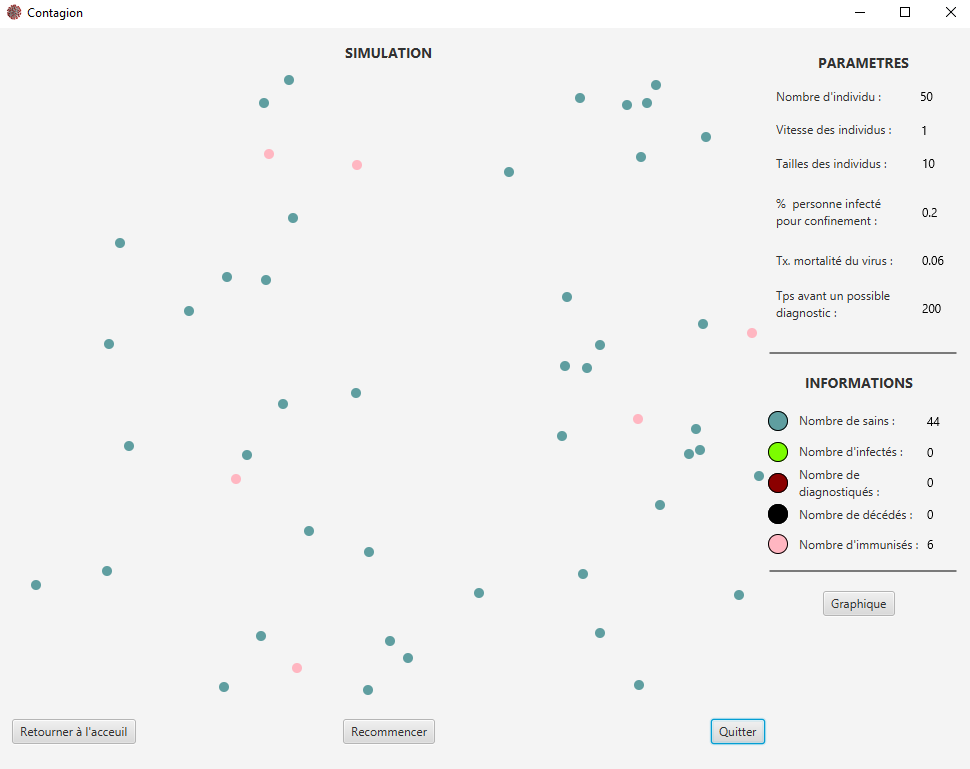 Contagion
SIMULATION
PARAMETRES
Nombre d'individu : 50
Vitesse des individus : 1
Tailles des individus : 10
% personne infecté
pour confinement : 0.2
Tx. mortalité du virus : 0.06
Tps avant un possible
diagnostic : 200
INFORMATIONS
Nombre de sains : 44
Nombre d'infectés : 0
Nombre de
diagnostiqués : 0
Nombre de décédés : 0
Nombre d'immunisés : 6
Graphique
Retourner à l'acceuil
Recommencer
Quitter